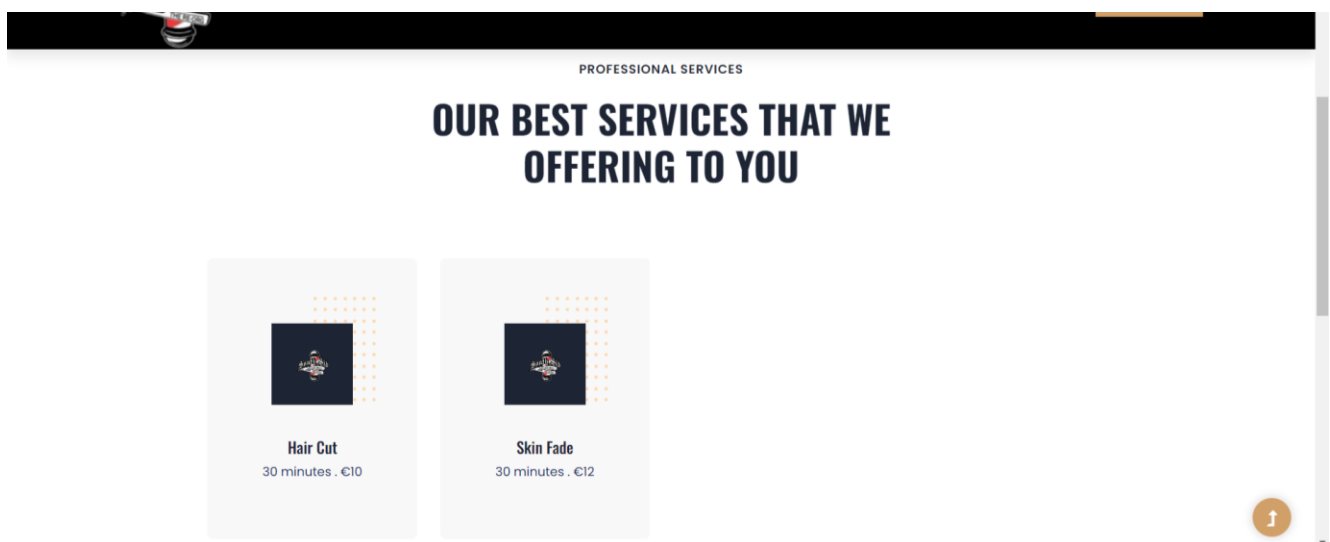 PROFESSIONAL SERVICES
OUR BEST SERVICES THAT WE
OFFERING TO YOU
Hair Cut
30 minutes . €10
Skin Fade
30 minutes . €12